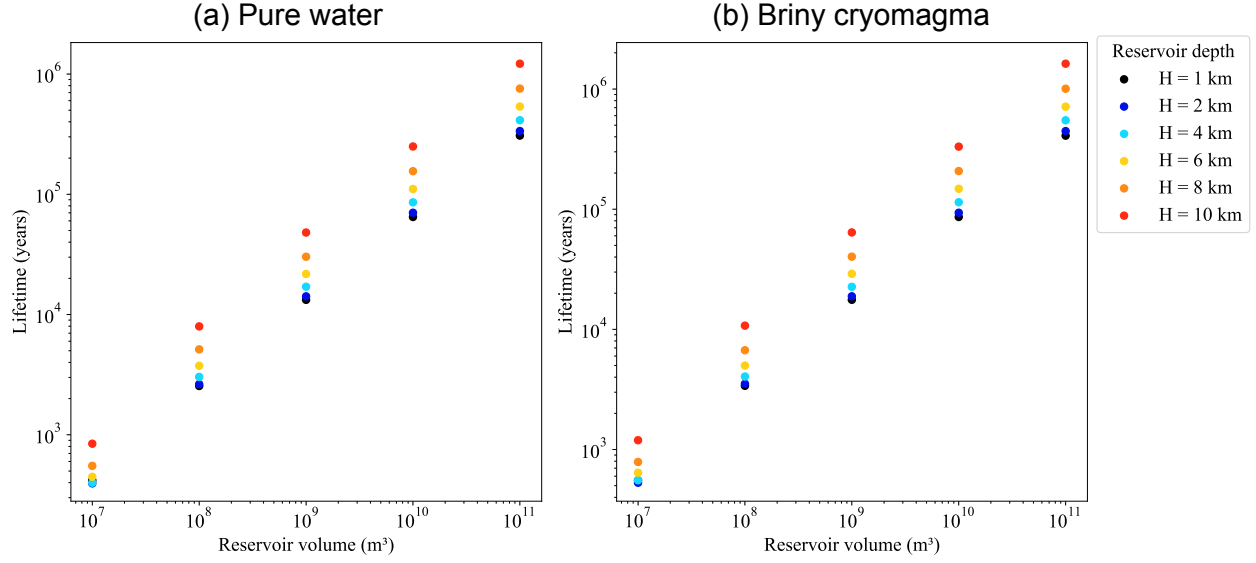 (a) Pure water
(b) Briny cryomagma
Lifetime (years)
10⁶
10⁵
10⁴
10³
10⁷
10⁸
10⁹
10¹⁰
10¹¹
Reservoir volume (m³)
Lifetime (years)
10⁶
10⁵
10⁴
10³
10⁷
10⁸
10⁹
10¹⁰
10¹¹
Reservoir volume (m³)
Reservoir depth
H = 1 km
H = 2 km
H = 4 km
H = 6 km
H = 8 km
H = 10 km